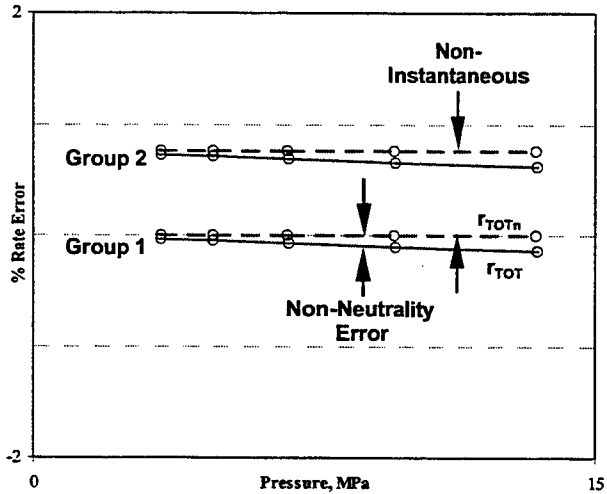 2
Non-
Instantaneous
Group 2
% Rate Error
r_TOTn
Group 1
r_TOT
Non-Neutrality
Error
-2
0
Pressure, MPa
15